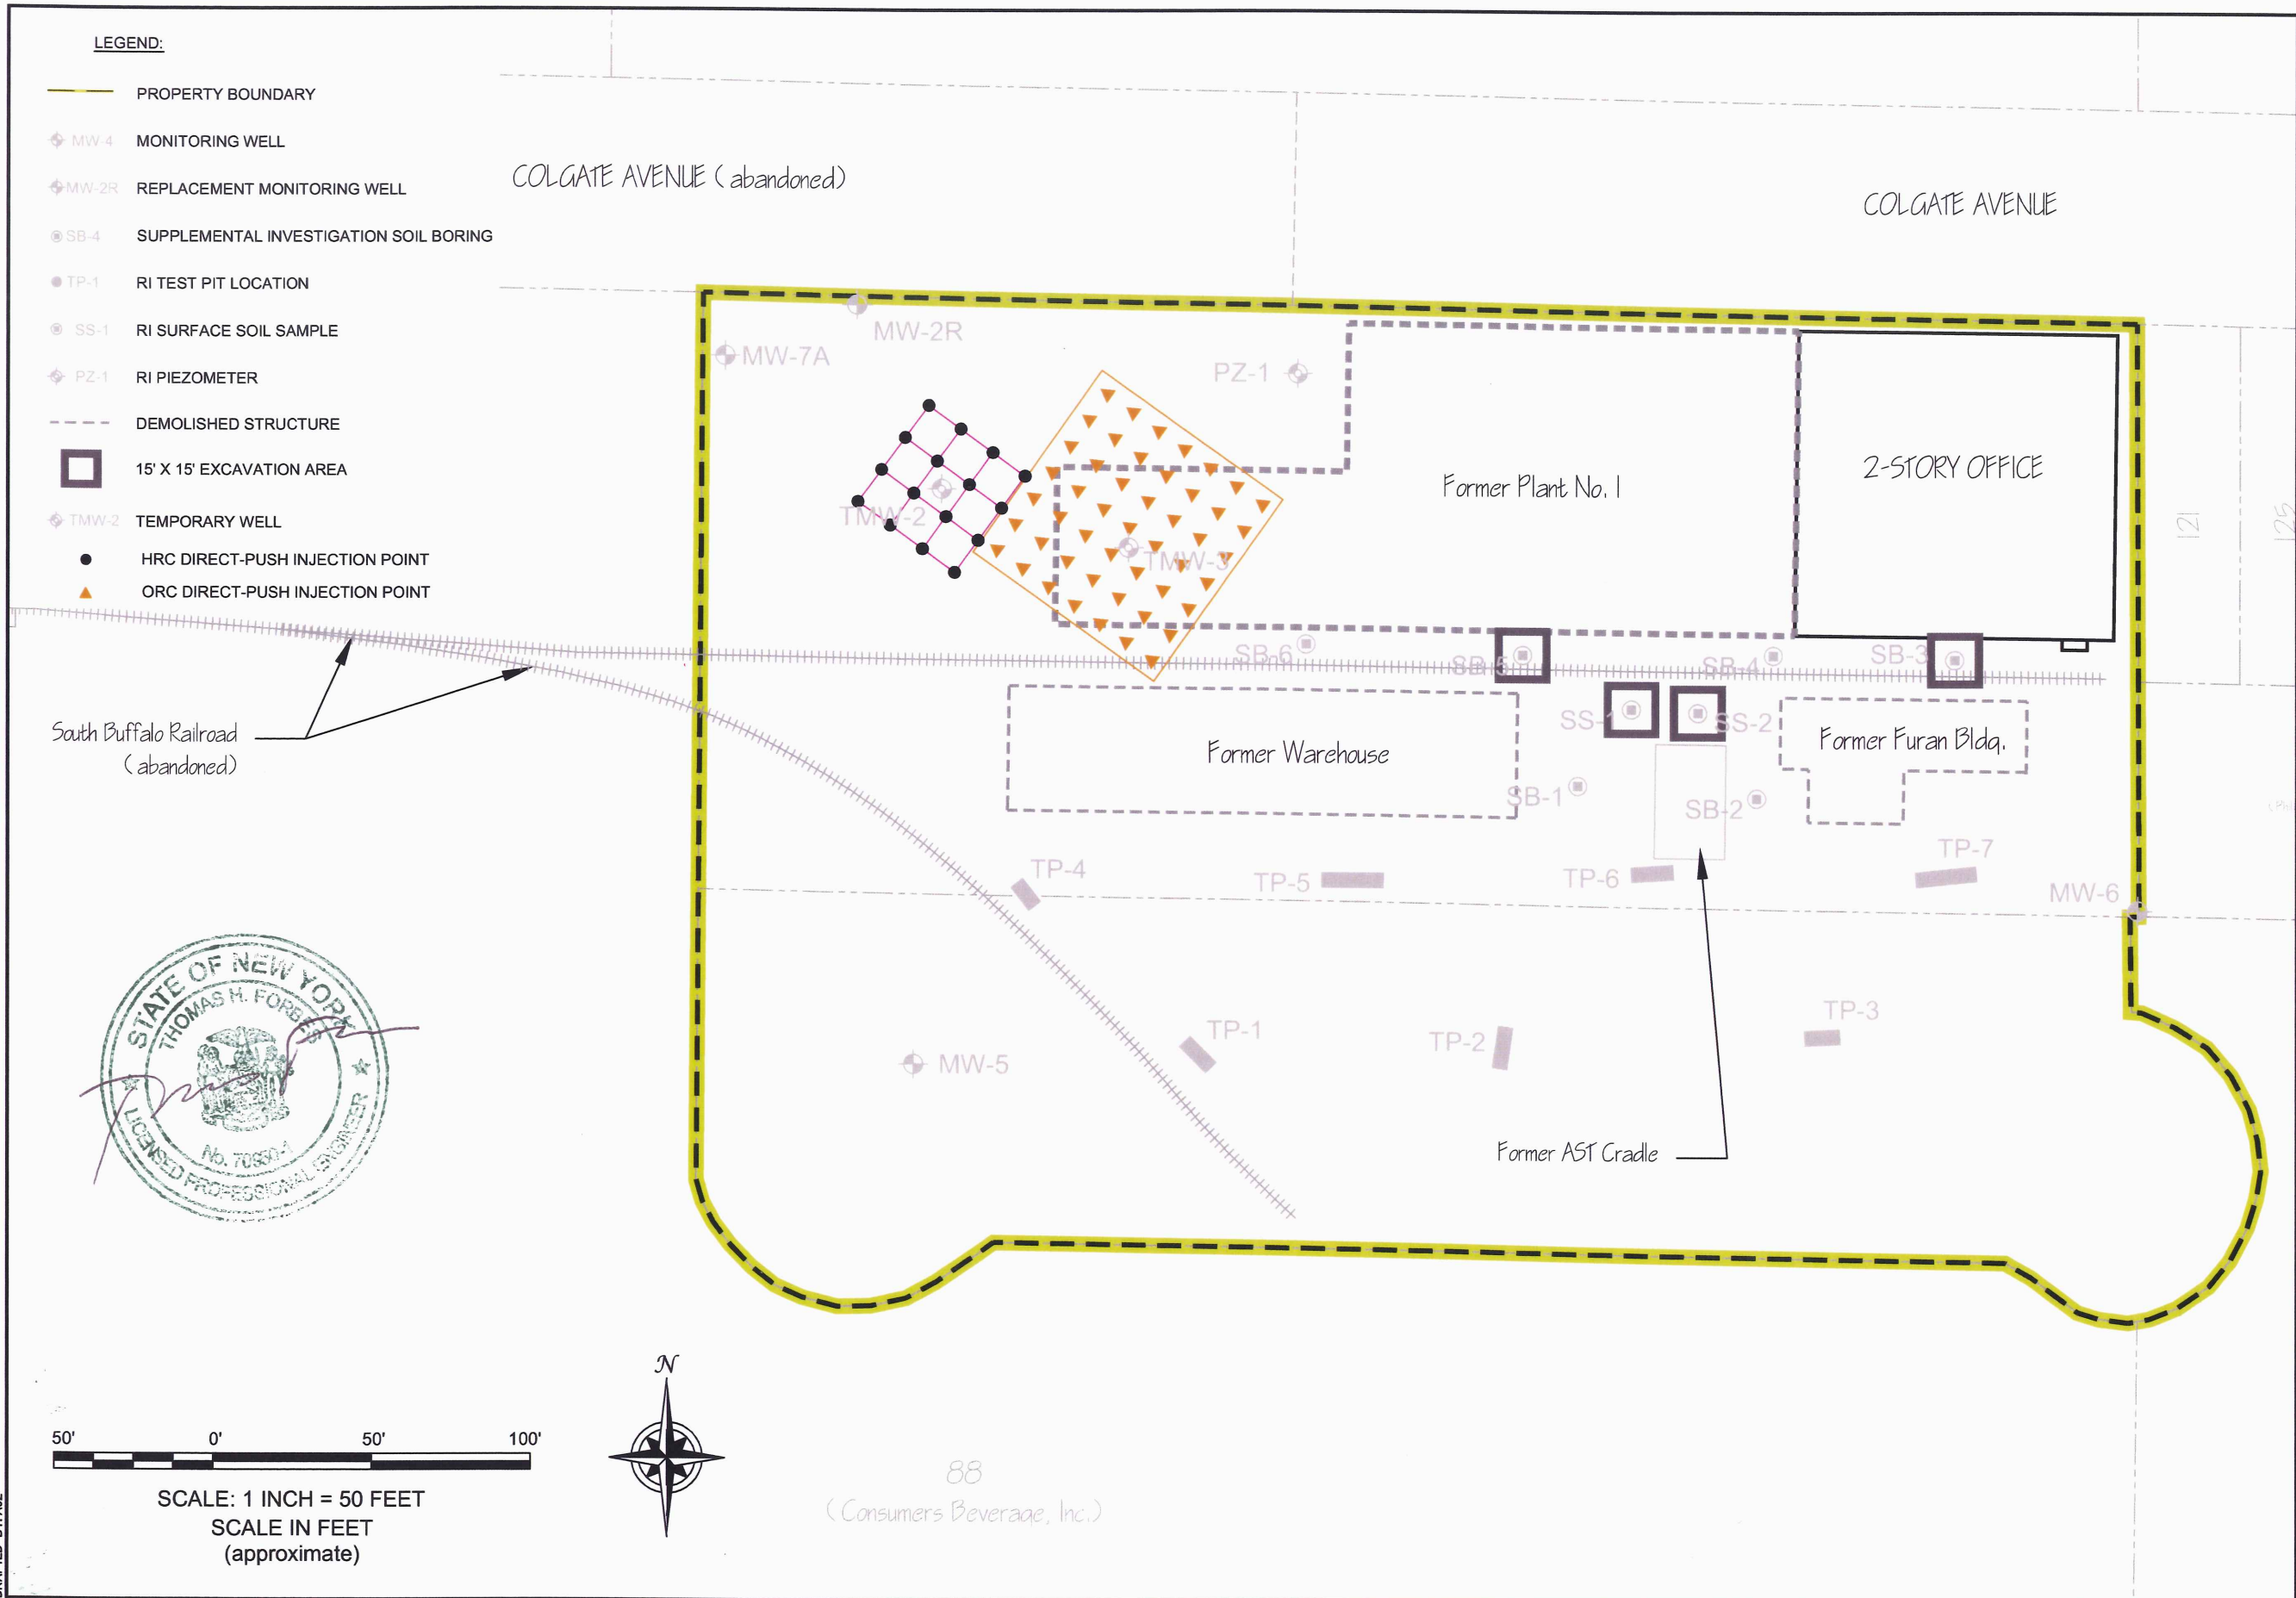 LEGEND:
PROPERTY BOUNDARY
MW-4 MONITORING WELL
MW-2R REPLACEMENT MONITORING WELL
SB-4 SUPPLEMENTAL INVESTIGATION SOIL BORING
TP-1 RI TEST PIT LOCATION
SS-1 RI SURFACE SOIL SAMPLE
PZ-1 RI PIEZOMETER
DEMOLISHED STRUCTURE
15' X 15' EXCAVATION AREA
TMW-2 TEMPORARY WELL
HRC DIRECT-PUSH INJECTION POINT
ORC DIRECT-PUSH INJECTION POINT
COLGATE AVENUE (abandoned)
COLGATE AVENUE
MW-2R
MW-7A
PZ-1
TMW-2
TMW-3
Former Plant No. 1
2-STORY OFFICE
121
125
SB-6
SB-5
SB-4
SB-3
South Buffalo Railroad
(abandoned)
SS-1
SS-2
Former Warehouse
Former Furan Bldg.
SB-1
SB-2
TP-4
TP-5
TP-6
TP-7
MW-6
TP-1
TP-2
TP-3
MW-5
Former AST Cradle
STATE OF NEW YORK
THOMAS H. FORBES
No. 70950-1
LICENSED PROFESSIONAL ENGINEER
50' 0' 50' 100'
SCALE: 1 INCH = 50 FEET
SCALE IN FEET
(approximate)
N
88
(Consumers Beverage, Inc.)